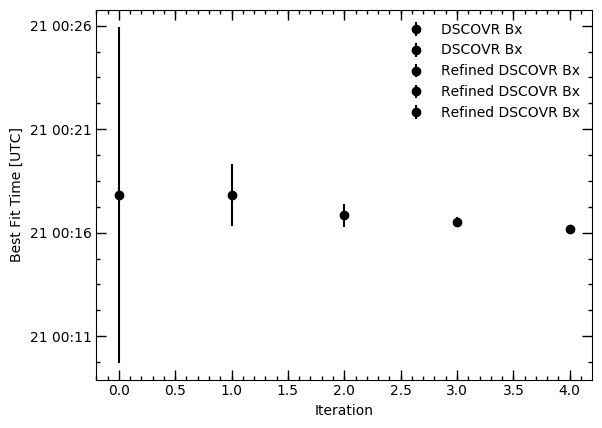 21 00:26
21 00:21
21 00:16
21 00:11
Best Fit Time [UTC]
DSCOVR Bx
DSCOVR Bx
Refined DSCOVR Bx
Refined DSCOVR Bx
Refined DSCOVR Bx
0.0 0.5 1.0 1.5 2.0 2.5 3.0 3.5 4.0
Iteration